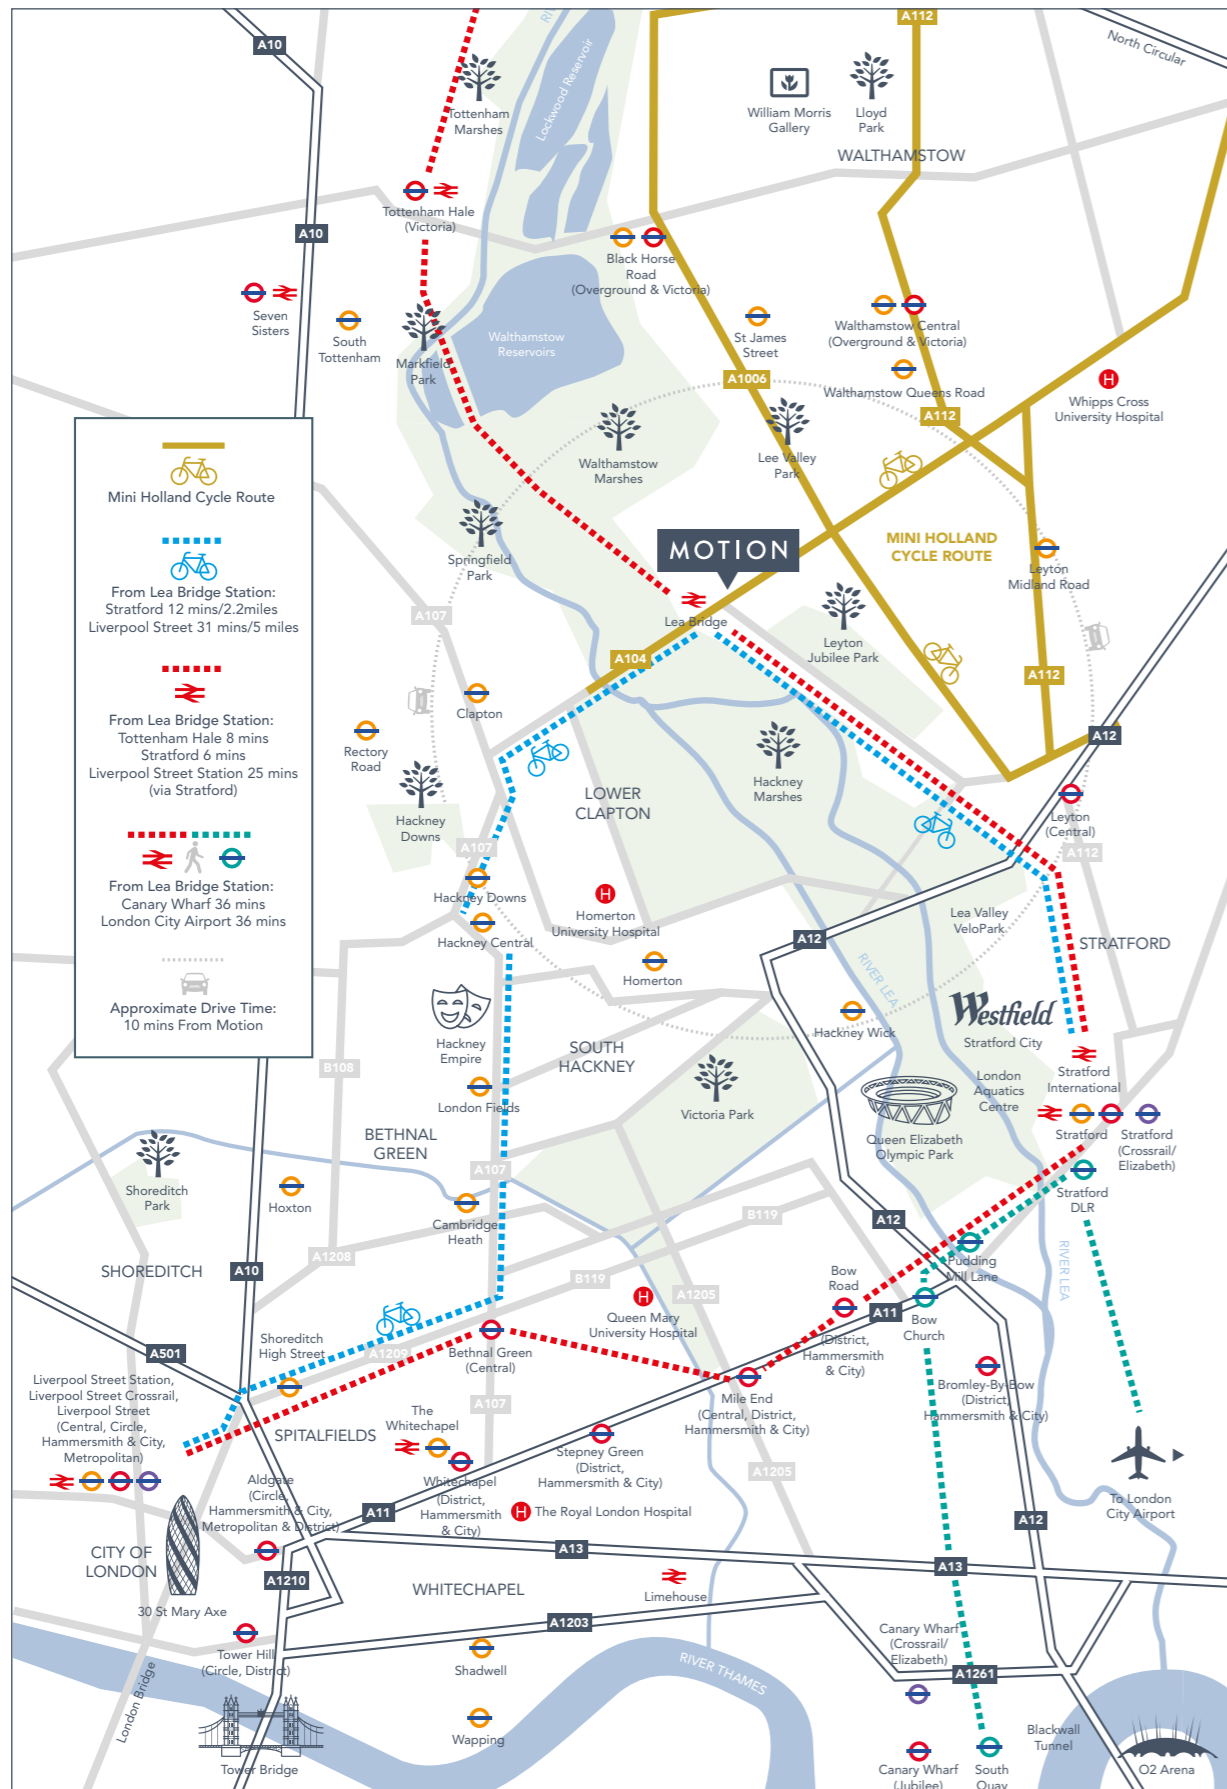 A112
North Circular
A10
RIV
Lockwood Reservoir
Tottenham
Marshes
William Morris
Gallery
Lloyd
Park
WALTHAMSTOW
Tottenham Hale
(Victoria)
A10
Black Horse
Road
(Overground & Victoria)
Seven
Sisters
South
Tottenham
Markfield
Park
Walthamstow
Reservoirs
St James
Street
Walthamstow Central
(Overground & Victoria)
A1006
Walthamstow Queens Road
H
Whipps Cross
University Hospital
A112
Walthamstow
Marshes
Lee Valley
Park
Mini Holland Cycle Route
From Lea Bridge Station:
Stratford 12 mins/2.2miles
Liverpool Street 31 mins/5 miles
From Lea Bridge Station:
Tottenham Hale 8 mins
Stratford 6 mins
Liverpool Street Station 25 mins
(via Stratford)
From Lea Bridge Station:
Canary Wharf 36 mins
London City Airport 36 mins
Approximate Drive Time:
10 mins From Motion
Springfield
Park
MOTION
MINI HOLLAND
CYCLE ROUTE
Leyton
Midland Road
A107
Lea Bridge
Leyton
Jubilee Park
A104
A112
Clapton
Rectory
Road
A12
Hackney
Marshes
LOWER
CLAPTON
Hackney
Downs
Leyton
(Central)
A107
A112
Hackney Downs
H
Homerton
University Hospital
Hackney Central
Lea Valley
VeloPark
A12
STRATFORD
Homerton
RIVER LEA
Westfield
Stratford City
Hackney Wick
Hackney
Empire
SOUTH
HACKNEY
B108
London Fields
Victoria Park
London
Aquatics
Centre
Stratford
International
Queen Elizabeth
Olympic Park
Stratford
Stratford
(Crossrail/
Elizabeth)
BETHNAL
GREEN
A107
Shoreditch
Park
Hoxton
Stratford
DLR
Cambridge
Heath
B119
A12
A1208
SHOREDITCH
A10
B119
Pudding
Mill Lane
RIVER LEA
Bow
Road
A1205
H
Queen Mary
University Hospital
A11
Bow
Church
(District,
Hammersmith
& City)
Shoreditch
High Street
A501
A1209
Bethnal Green
(Central)
Liverpool Street Station,
Liverpool Street Crossrail,
Liverpool Street
(Central, Circle,
Hammersmith & City,
Metropolitan)
Mile End
(Central, District,
Hammersmith & City)
Bromley-By-Bow
(District,
Hammersmith & City)
A107
The
Whitechapel
SPITALFIELDS
Stepney Green
(District,
Hammersmith & City)
A1205
Whitechapel
(District,
Hammersmith
& City)
Aldgate
(Circle,
Hammersmith & City,
Metropolitan & District)
A11
H The Royal London Hospital
To London
City Airport
A12
CITY OF
LONDON
A13
A13
A1210
WHITECHAPEL
Limehouse
30 St Mary Axe
A1203
Tower Hill
(Circle, District)
Shadwell
RIVER THAMES
Canary Wharf
(Crossrail/
Elizabeth)
A1261
London Bridge
Wapping
Blackwall
Tunnel
Tower Bridge
Canary Wharf
(Jubilee)
South
Quay
O2 Arena